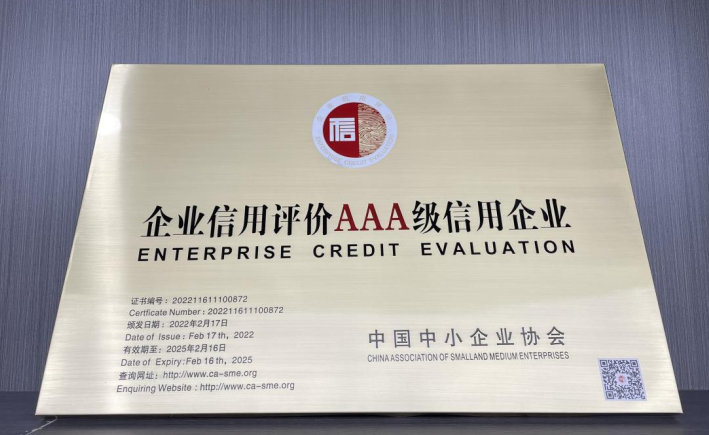 企业信用评价AAA级信用企业
ENTERPRISE CREDIT EVALUATION
证书编号：202211611100872
Certficate Number : 202211611100872
颁发日期：2022年2月17日
Date of Issue : Feb 17th , 2022
有效期至：2025年2月16日
Date of Expiry: Feb 16th , 2025
查询网址：http://www.ca-sme.org
Enquiring Website : http://www.ca-sme.org
中国中小企业协会
CHINA ASSOCIATION OF SMALLAND MEDIUM ENTERPRISES